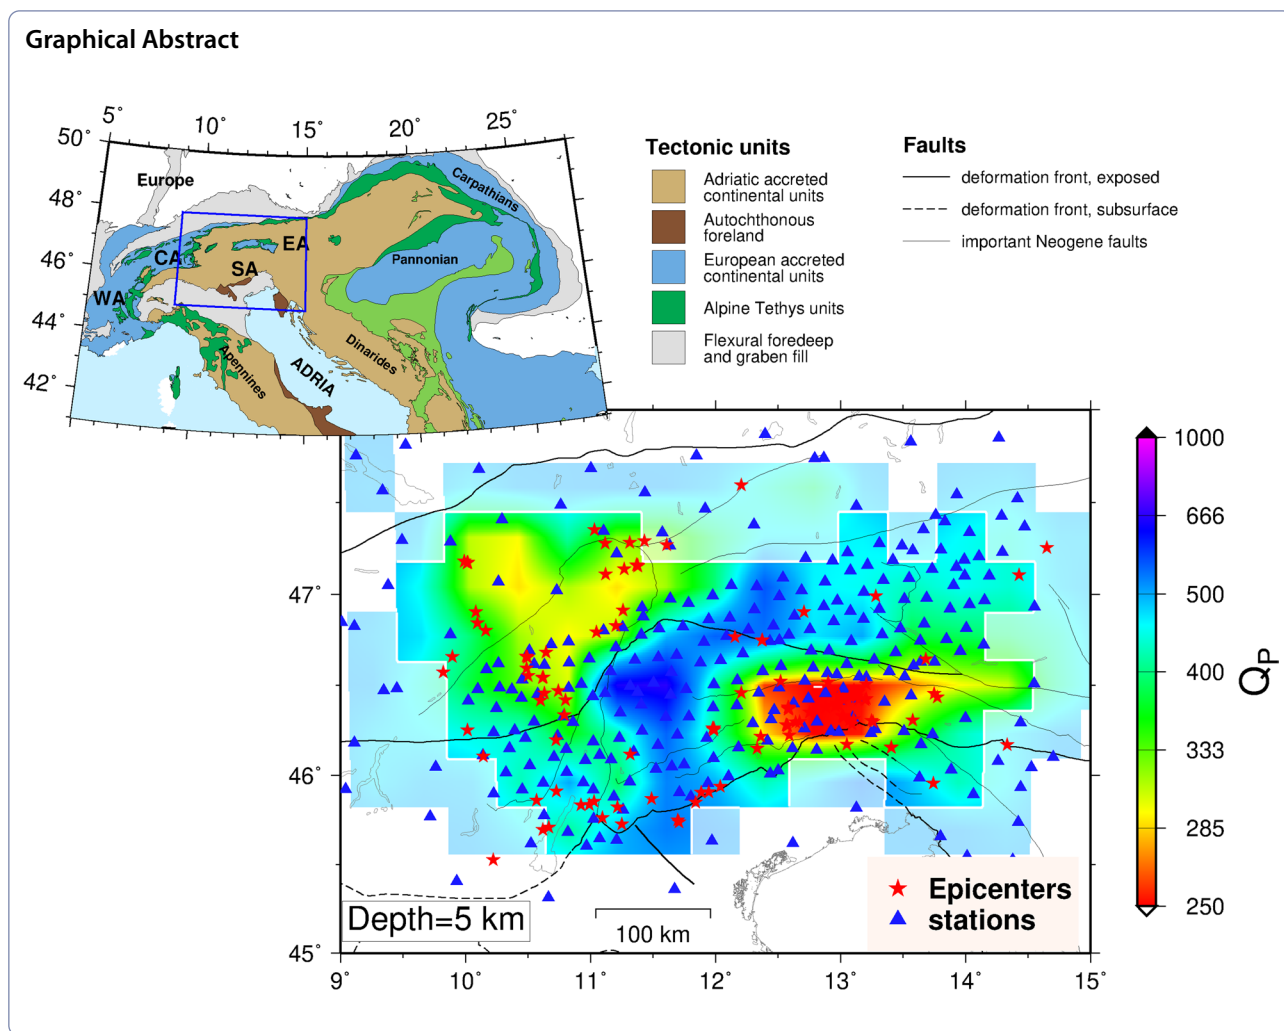 Graphical Abstract
5°
10°
15°
20°
25°
50°
48°
46°
44°
42°
Europe
Carpathians
EA
CA
SA
WA
Pannonian
Dinarides
ADRIA
Apennines
Tectonic units
Adriatic accreted
continental units
Autochthonous
foreland
European accreted
continental units
Alpine Tethys units
Flexural foredeep
and graben fill
Faults
deformation front, exposed
deformation front, subsurface
important Neogene faults
47°
46°
45°
9°
10°
11°
12°
13°
14°
15°
Depth=5 km
100 km
Epicenters
stations
1000
666
500
400
333
285
250
QP